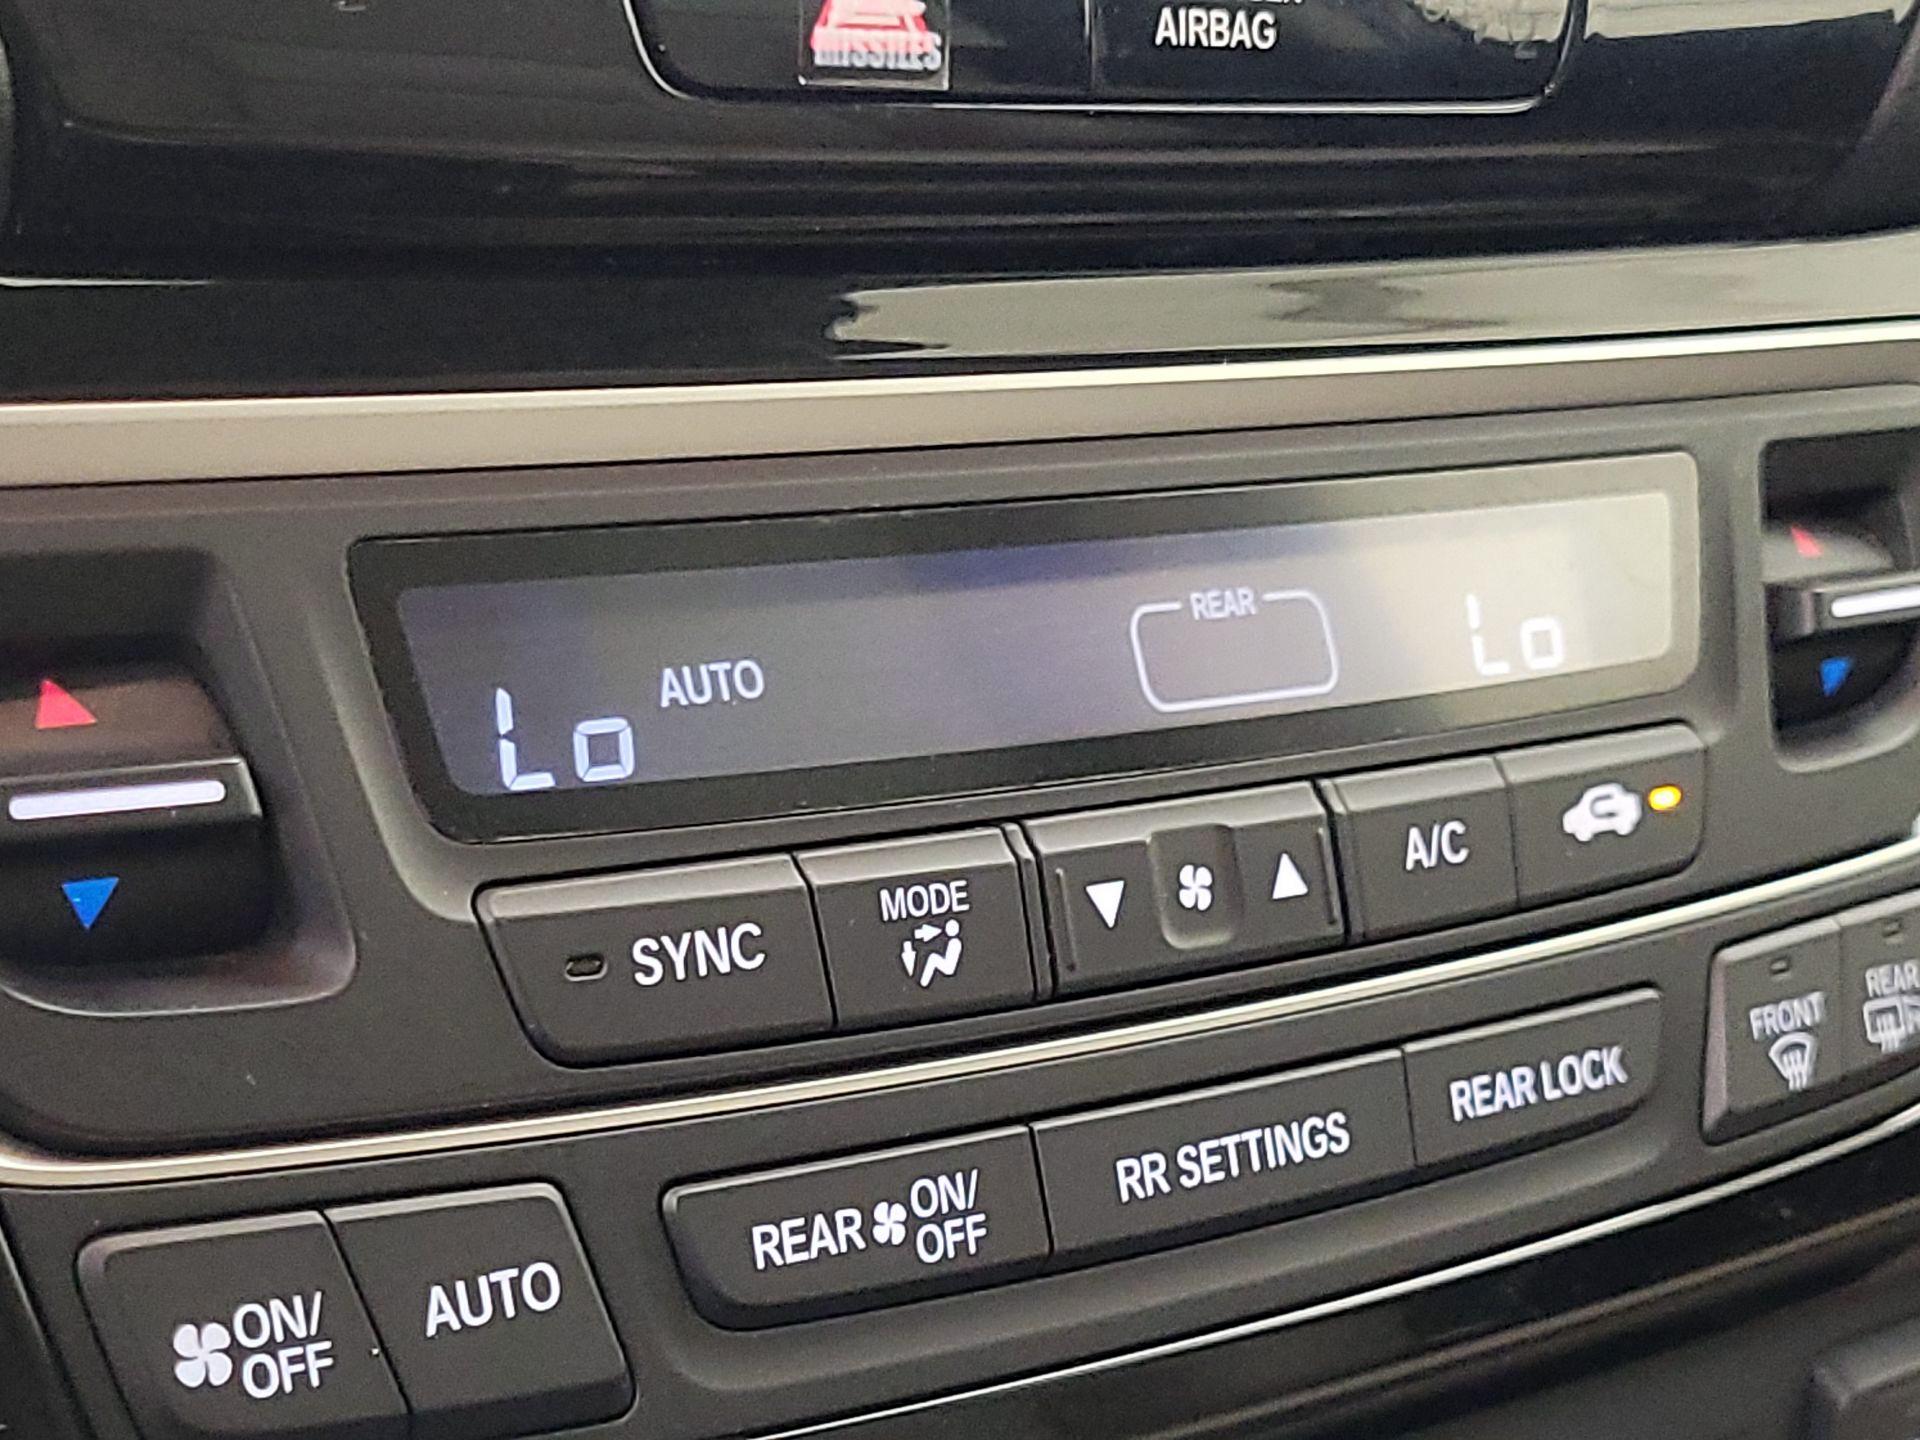 MISSILES
AIRBAG
REAR
Lo
AUTO
Lo
SYNC
MODE
A/C
FRONT
REAR
REAR LOCK
RR SETTINGS
REAR ON/
OFF
AUTO
ON/
OFF